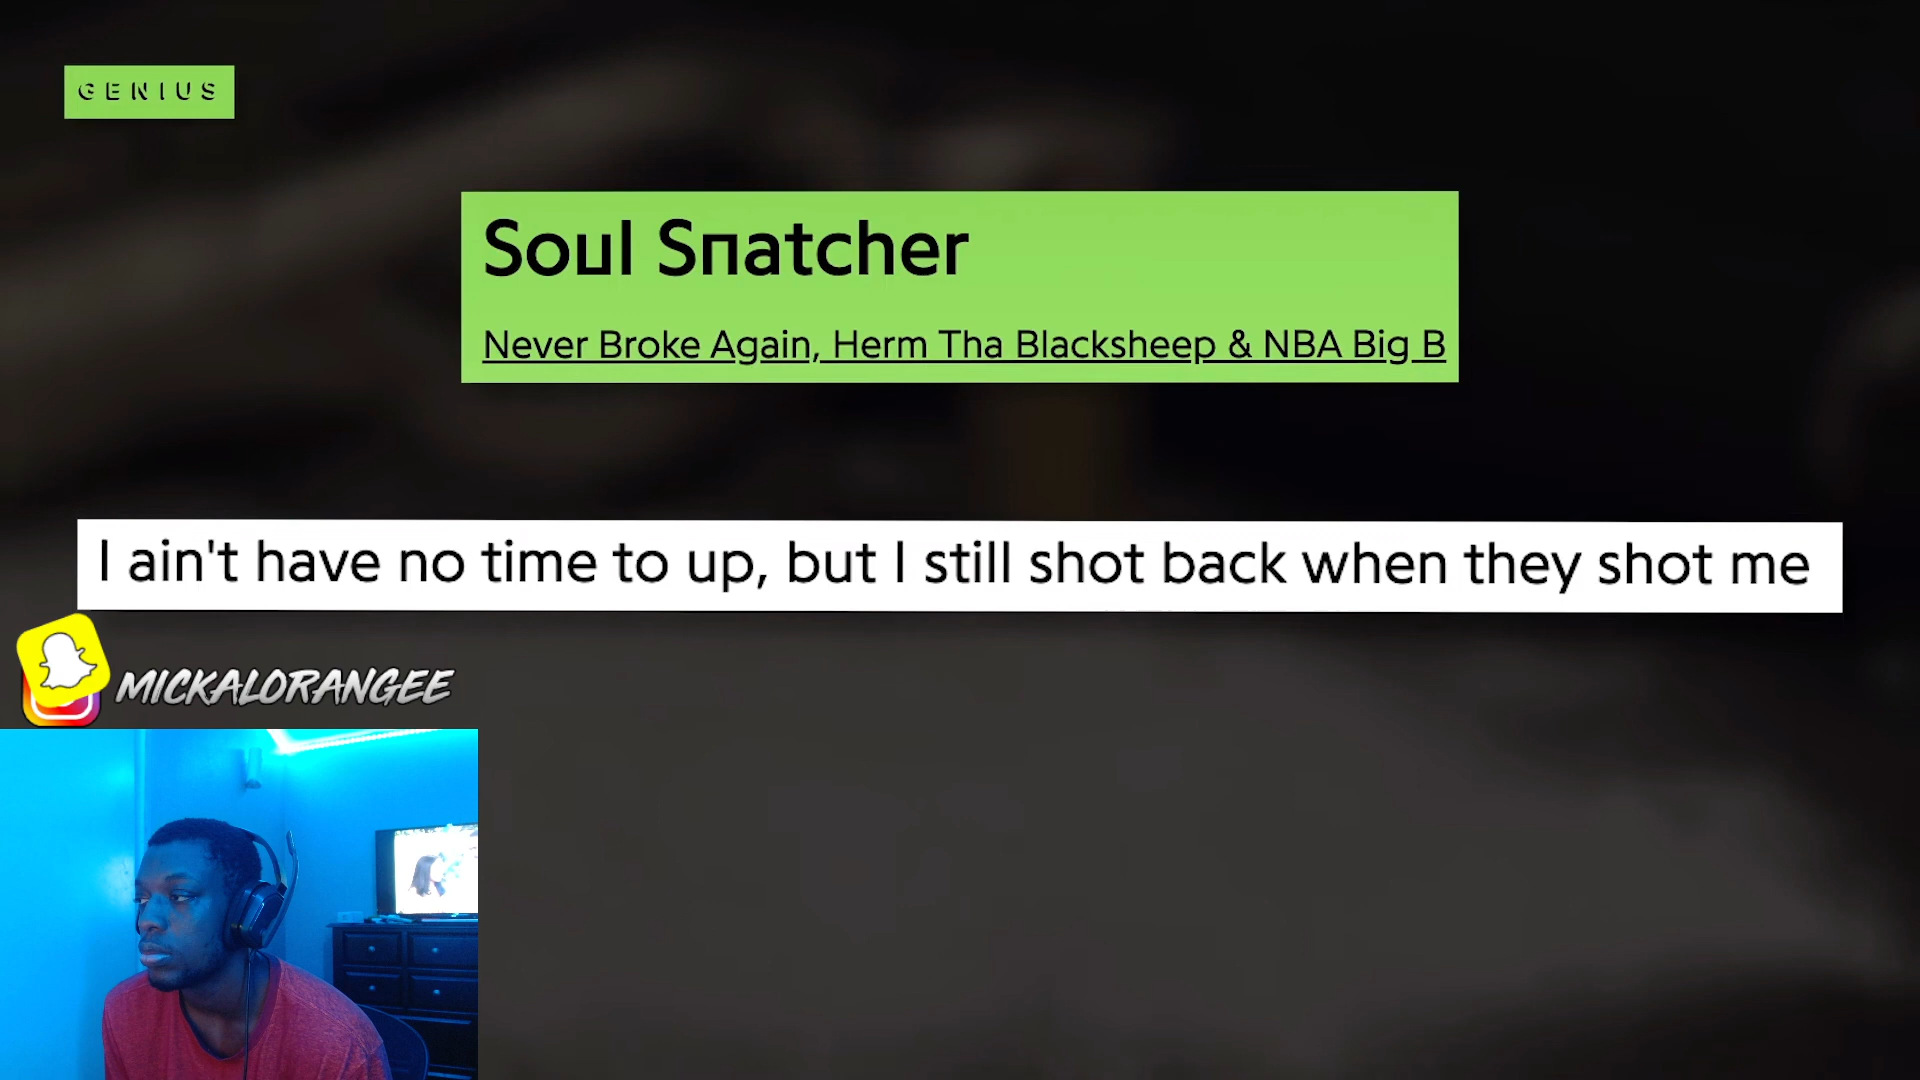 GENIUS
Soul Snatcher
Never Broke Again, Herm Tha Blacksheep & NBA Big B
I ain't have no time to up, but I still shot back when they shot me
MICKALORANGEE